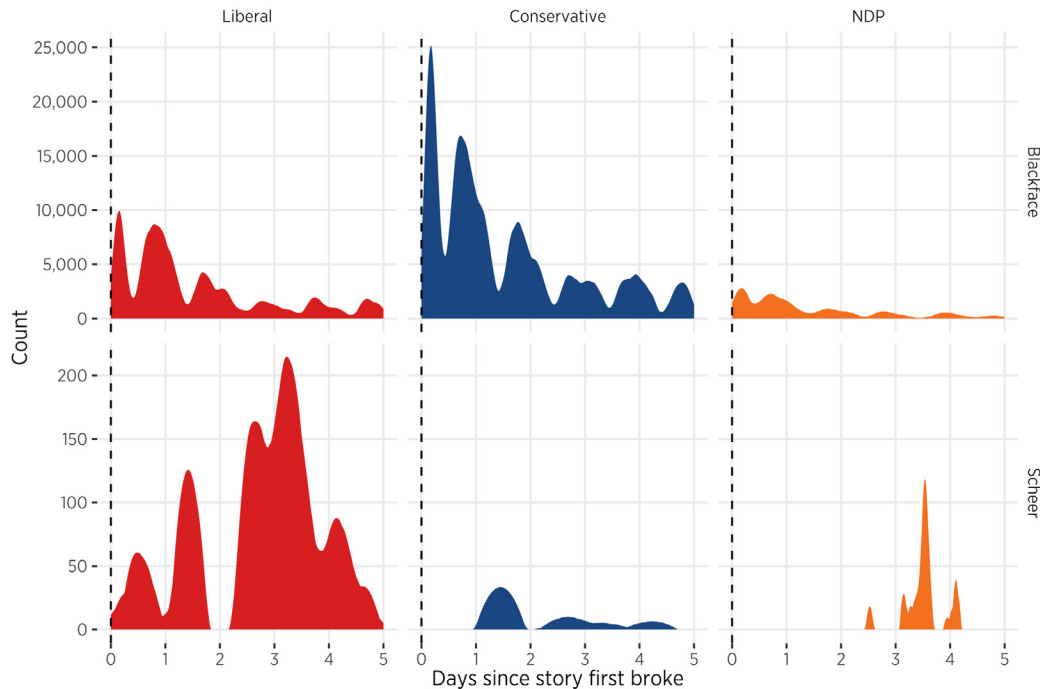 Liberal Conservative NDP
25,000
20,000
15,000
10,000
5,000
0
Blackface
Count
200
150
100
50
0
Scheer
0 1 2 3 4 5 0 1 2 3 4 5 0 1 2 3 4 5
Days since story first broke